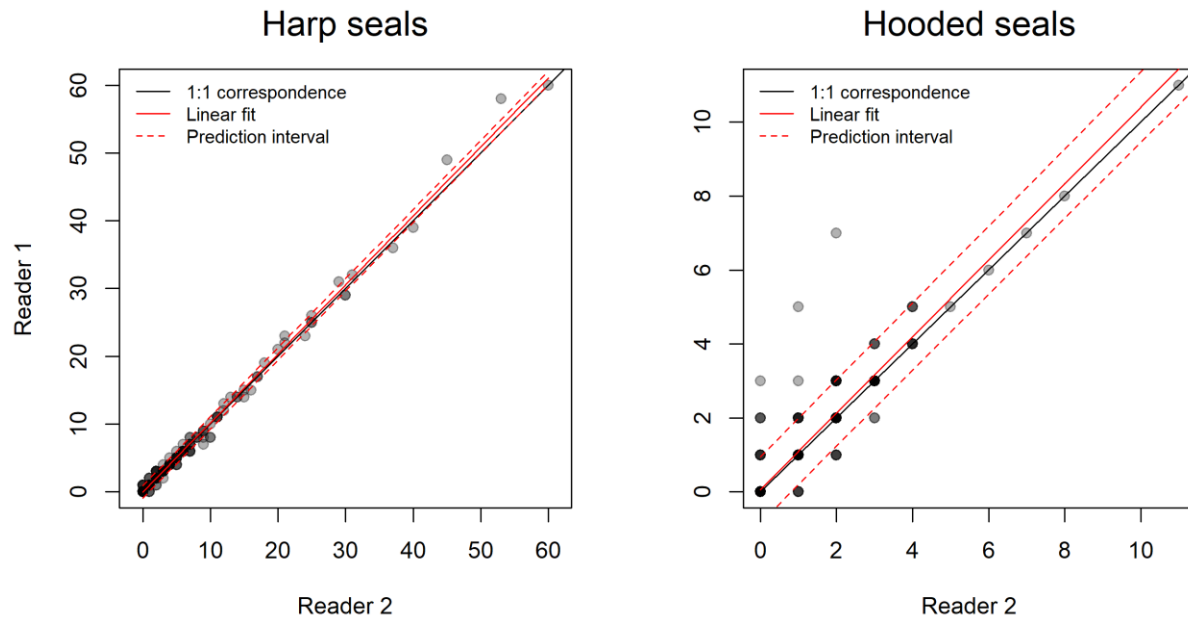 Harp seals
1:1 correspondence
Linear fit
Prediction interval
60
50
40
30
20
10
0
Reader 1
0 10 20 30 40 50 60
Reader 2
Hooded seals
1:1 correspondence
Linear fit
Prediction interval
10
8
6
4
2
0
0 2 4 6 8 10
Reader 2